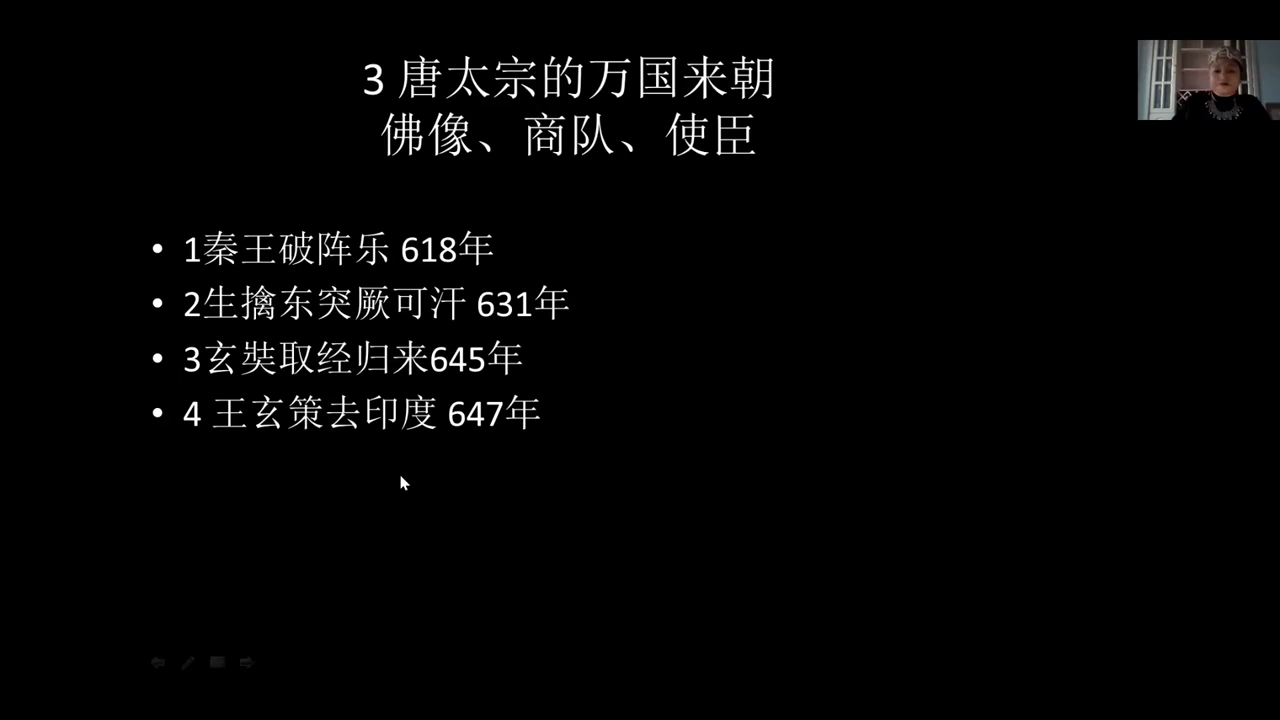 3 唐太宗的万国来朝
佛像、商队、使臣
• 1秦王破阵乐 618年
• 2生擒东突厥可汗 631年
• 3玄奘取经归来645年
• 4 王玄策去印度 647年